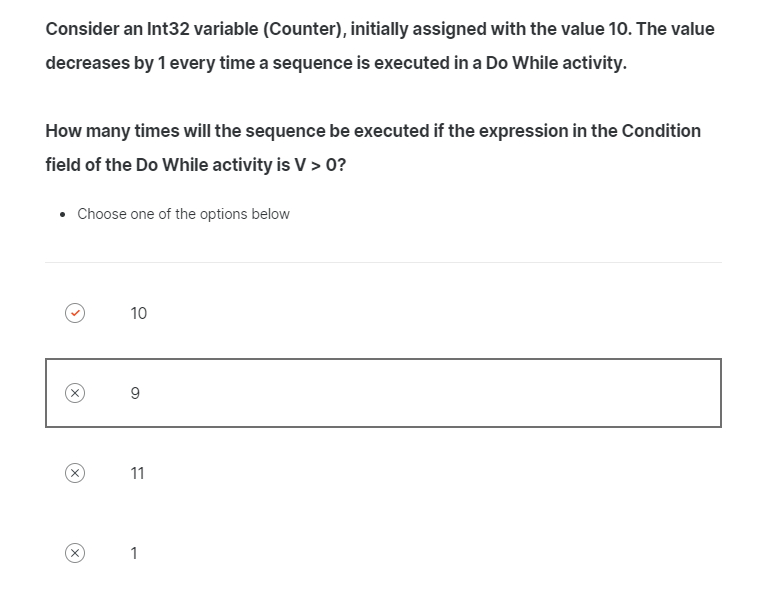 Consider an Int32 variable (Counter), initially assigned with the value 10. The value
decreases by 1 every time a sequence is executed in a Do While activity.
How many times will the sequence be executed if the expression in the Condition
field of the Do While activity is V > 0?
• Choose one of the options below
10
9
11
1